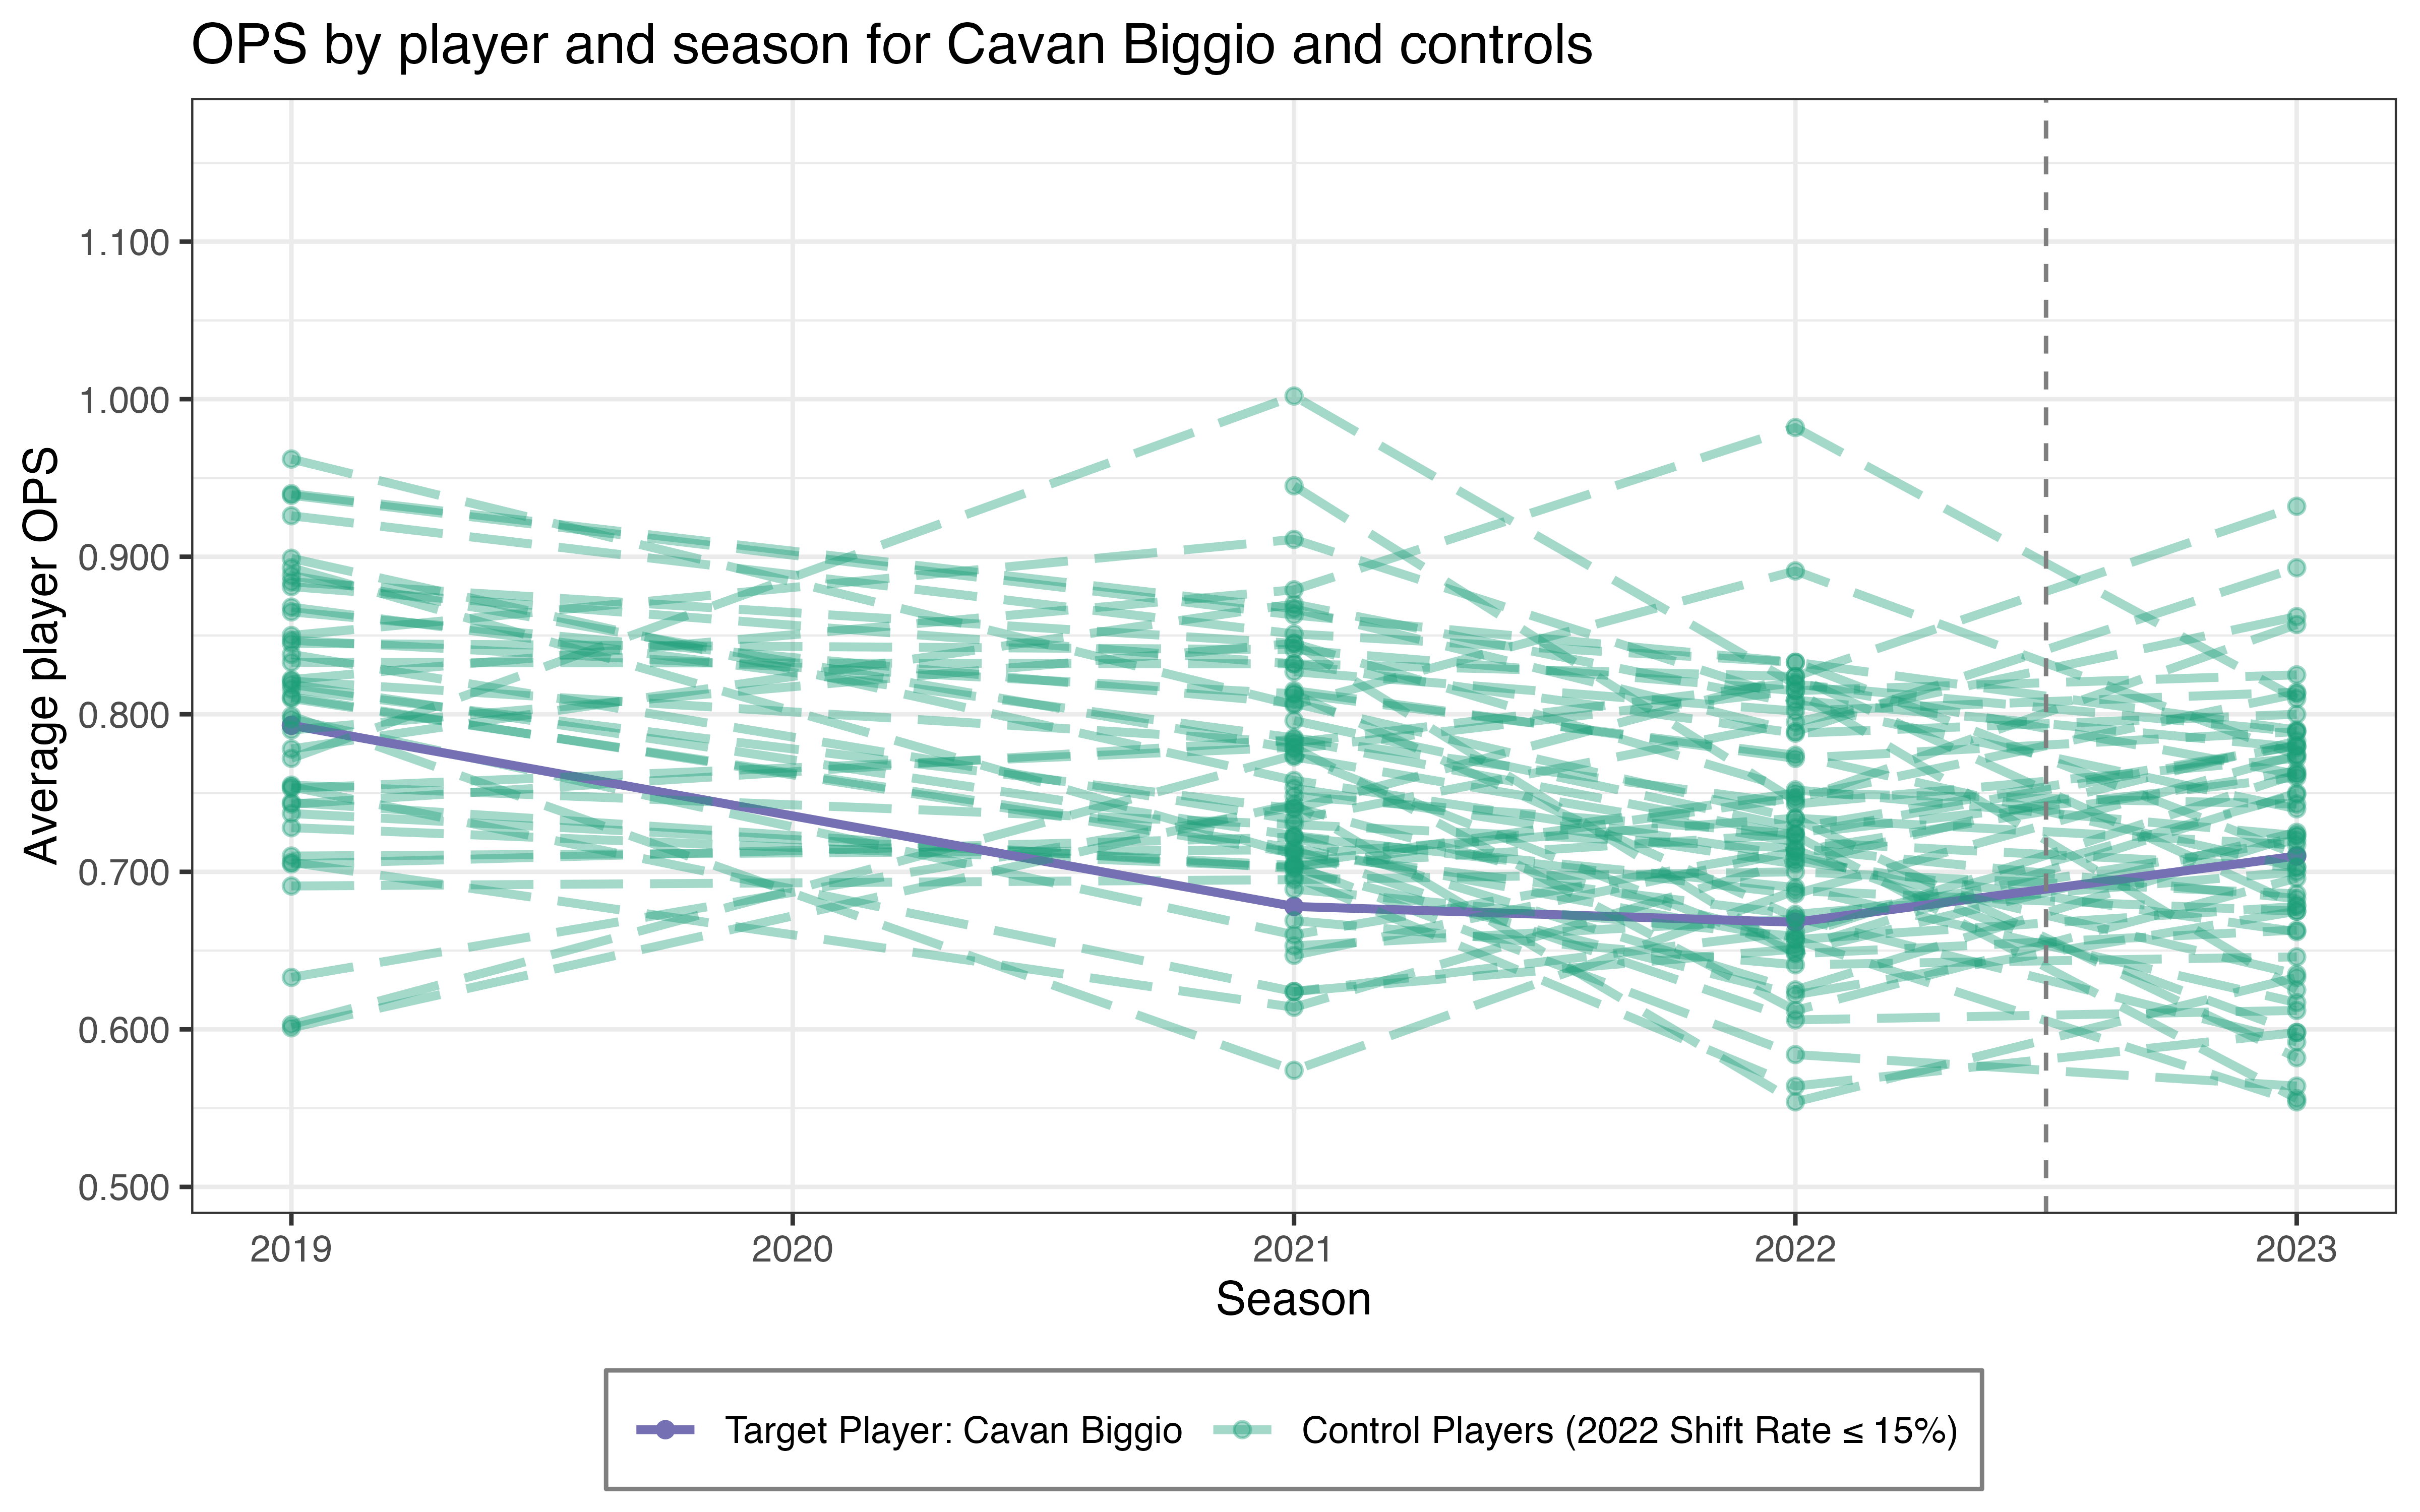 OPS by player and season for Cavan Biggio and controls
Average player OPS
1.100
1.000
0.900
0.800
0.700
0.600
0.500
2019 2020 2021 2022 2023
Season
Target Player: Cavan Biggio Control Players (2022 Shift Rate ≤ 15%)